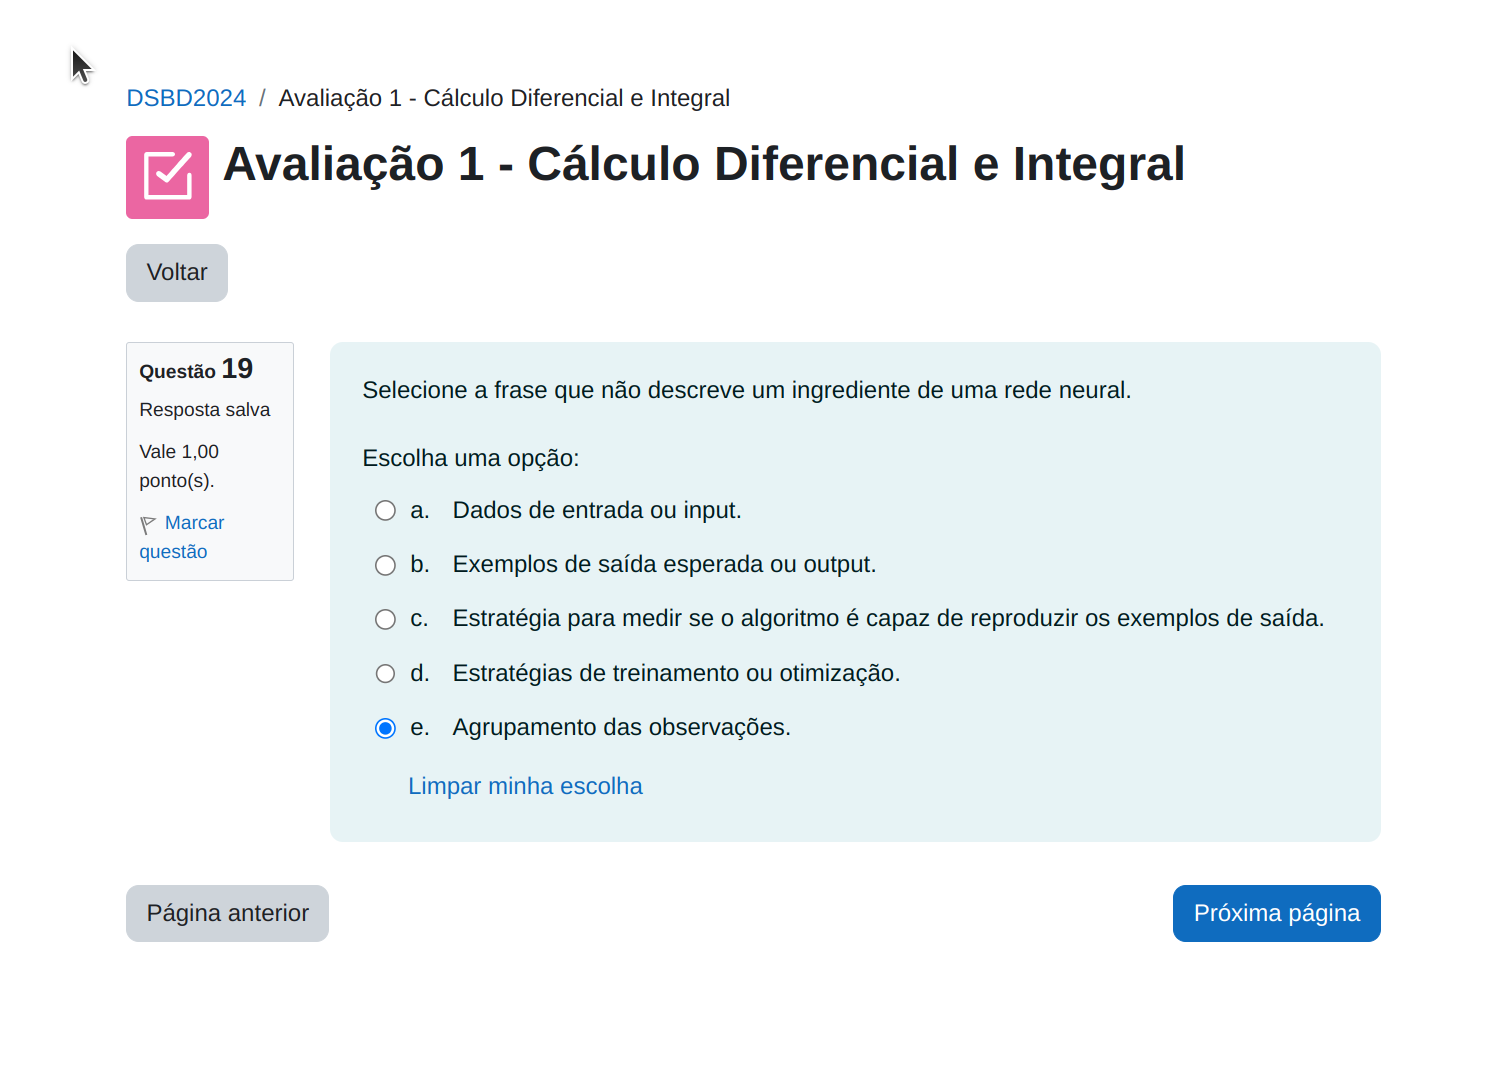 DSBD2024 / Avaliação 1 - Cálculo Diferencial e Integral
Avaliação 1 - Cálculo Diferencial e Integral
Voltar
Questão 19
Resposta salva
Vale 1,00
ponto(s).
Marcar
questão
Selecione a frase que não descreve um ingrediente de uma rede neural.
Escolha uma opção:
a. Dados de entrada ou input.
b. Exemplos de saída esperada ou output.
c. Estratégia para medir se o algoritmo é capaz de reproduzir os exemplos de saída.
d. Estratégias de treinamento ou otimização.
e. Agrupamento das observações.
Limpar minha escolha
Página anterior
Próxima página